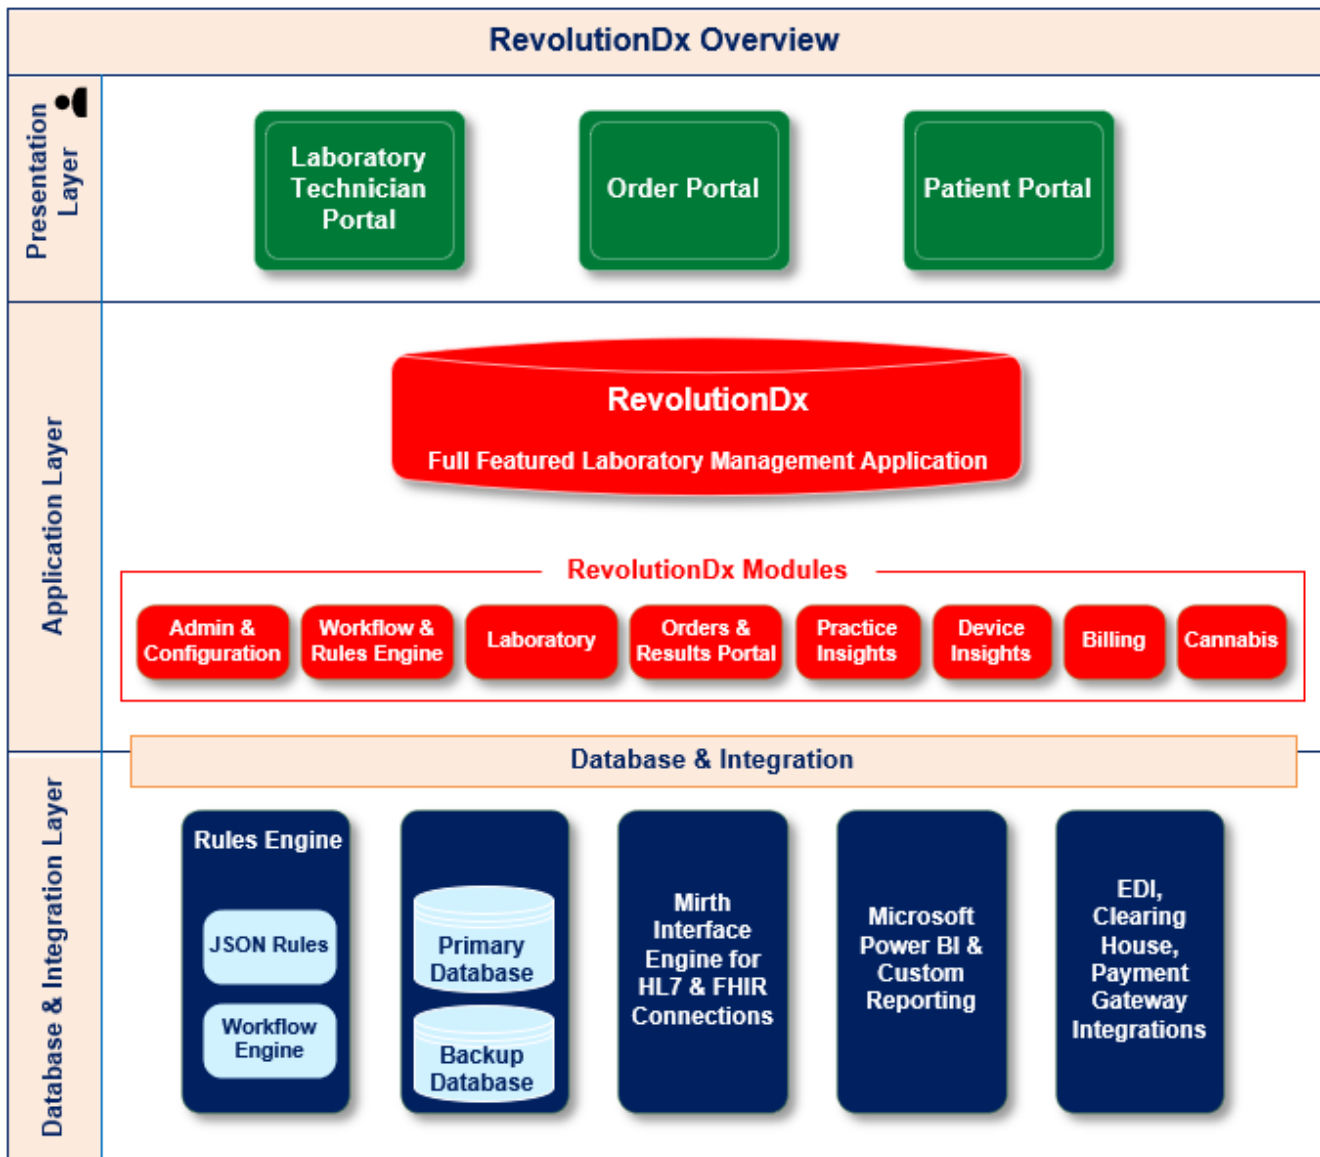 RevolutionDx Overview
Presentation
Layer
Laboratory
Technician
Portal
Order Portal
Patient Portal
Application Layer
RevolutionDx
Full Featured Laboratory Management Application
RevolutionDx Modules
Admin &
Configuration
Workflow &
Rules Engine
Laboratory
Orders &
Results Portal
Practice
Insights
Device
Insights
Billing
Cannabis
Database & Integration Layer
Database & Integration
Rules Engine
JSON Rules
Workflow
Engine
Primary
Database
Backup
Database
Mirth
Interface
Engine for
HL7 & FHIR
Connections
Microsoft
Power BI &
Custom
Reporting
EDI,
Clearing
House,
Payment
Gateway
Integrations